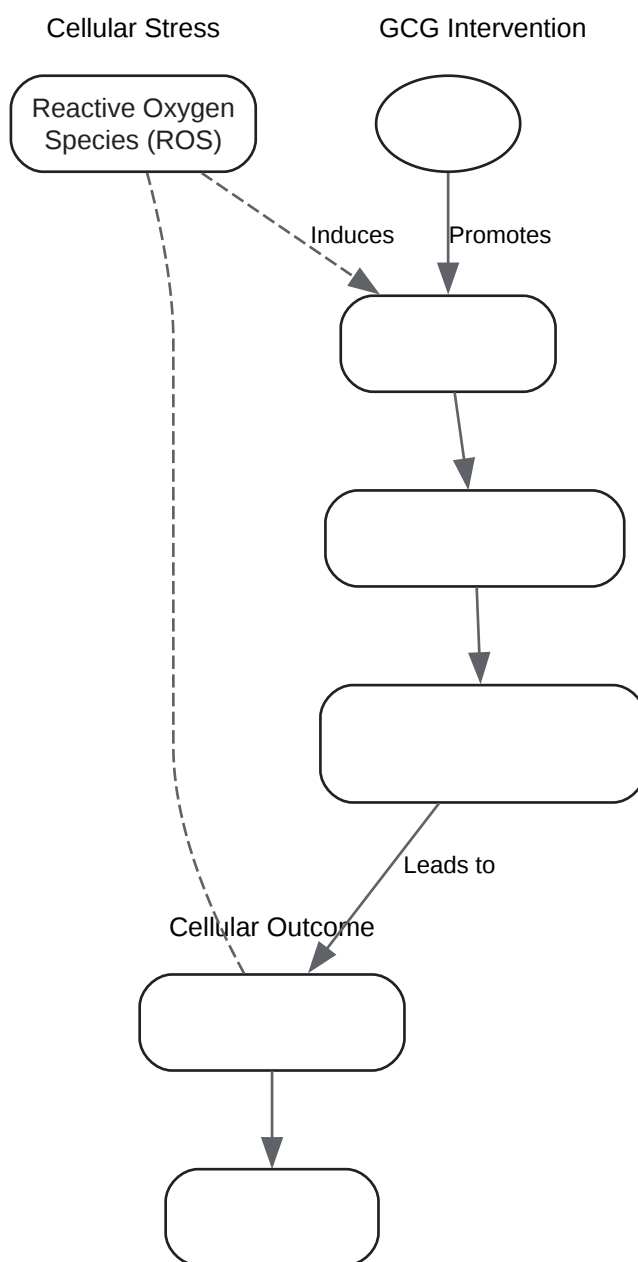 Cellular Stress
GCG Intervention
Reactive Oxygen
Species (ROS)
Induces
Promotes
Leads to
Cellular Outcome